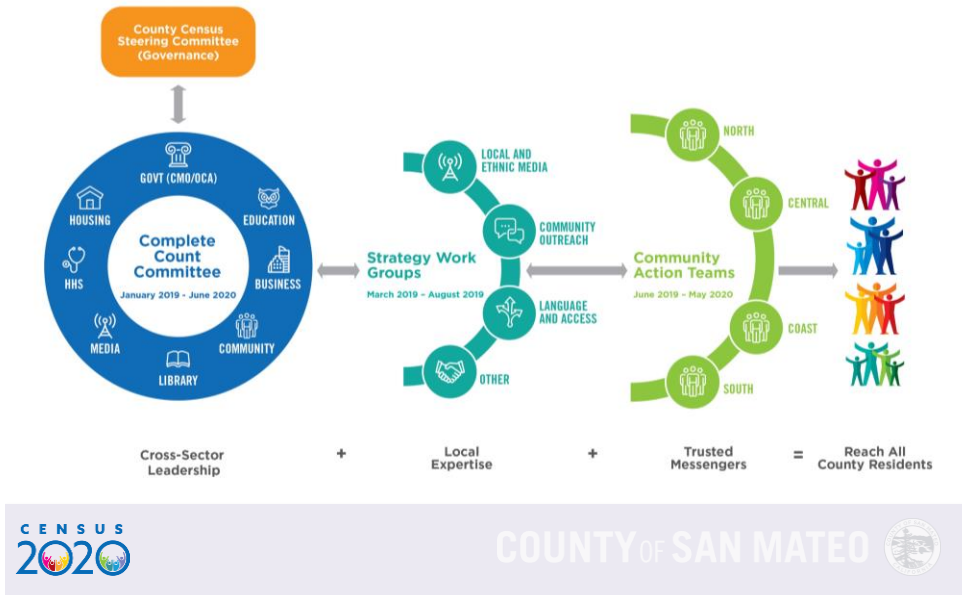 County Census
Steering Committee
(Governance)
GOVT (CMO/OCA)
HOUSING
EDUCATION
HHS
BUSINESS
MEDIA
COMMUNITY
LIBRARY
Complete
Count
Committee
January 2019 - June 2020
LOCAL AND
ETHNIC MEDIA
COMMUNITY
OUTREACH
Strategy Work
Groups
March 2019 – August 2019
LANGUAGE
AND ACCESS
OTHER
NORTH
CENTRAL
Community
Action Teams
June 2019 – May 2020
COAST
SOUTH
Cross-Sector
Leadership
+
Local
Expertise
+
Trusted
Messengers
=
Reach All
County Residents
CENSUS
2020
COUNTY OF SAN MATEO